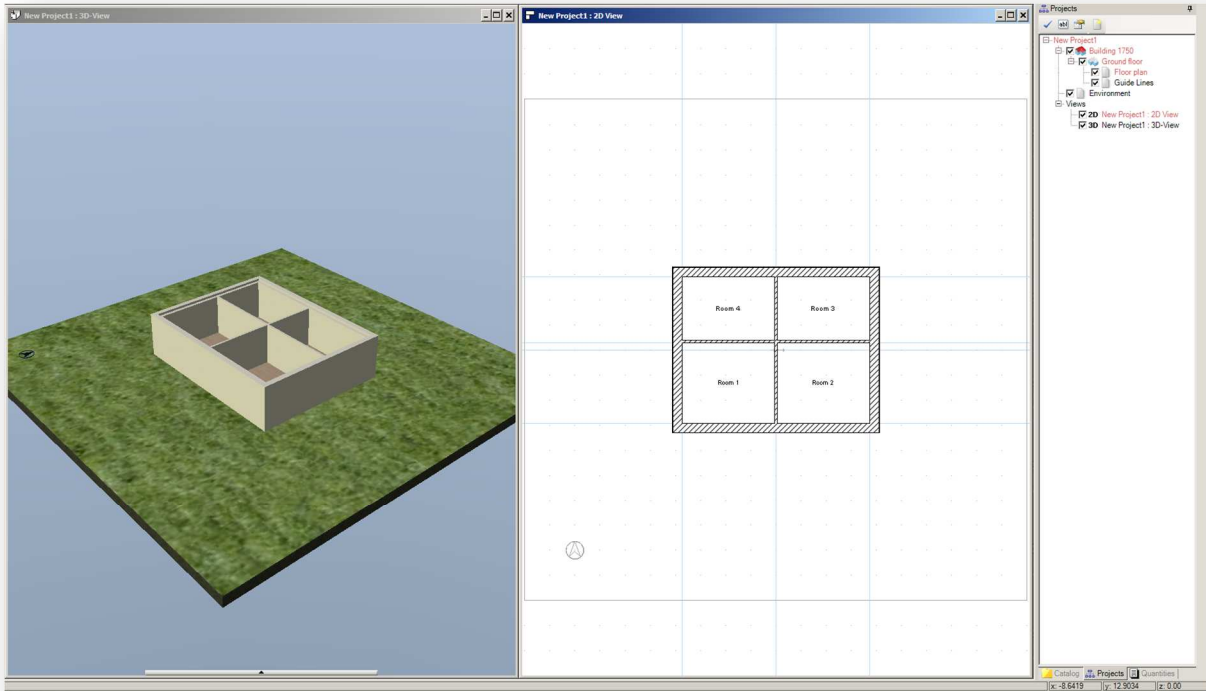 New Project1 : 3D-View
New Project1 : 2D View
Room 4
Room 3
Room 1
Room 2
Projects
abl
New Project1
Building 1750
Ground floor
Floor plan
Guide Lines
Environment
Views
2D New Project1 : 2D View
3D New Project1 : 3D-View
Catalog Projects Quantities
x: -8.6419 y: 12.9034 z: 0.00